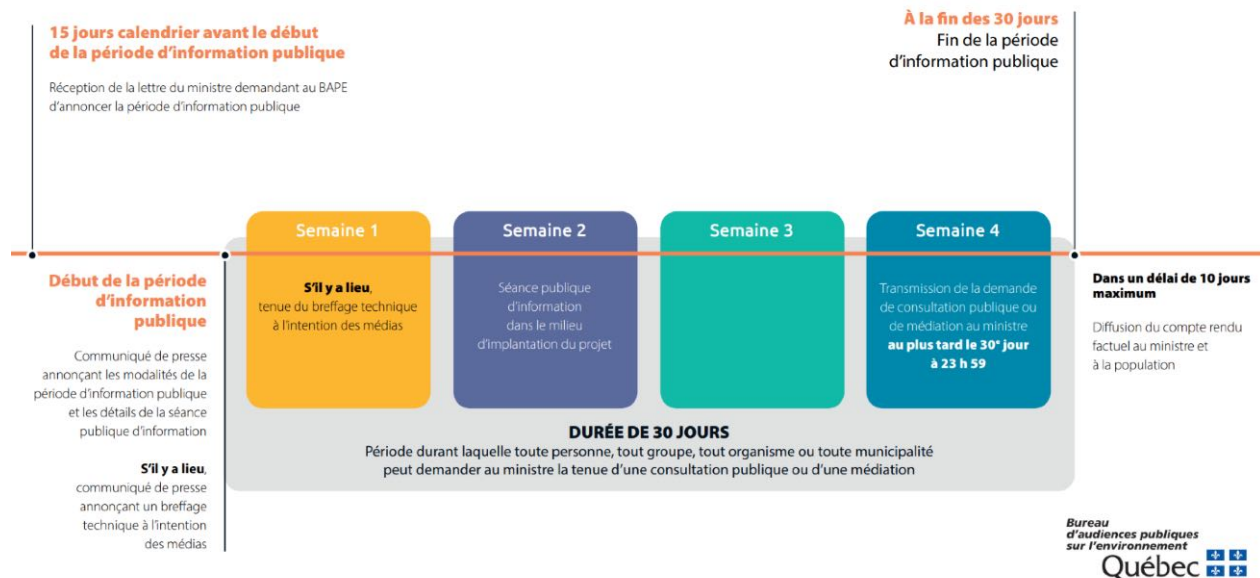 15 jours calendrier avant le début
de la période d'information publique
Réception de la lettre du ministre demandant au BAPE
d'annoncer la période d'information publique
À la fin des 30 jours
Fin de la période
d'information publique
Début de la période
d'information
publique
Communiqué de presse
annonçant les modalités de la
période d'information publique
et les détails de la séance
publique d'information
S'il y a lieu,
communiqué de presse
annonçant un breffage
technique à l'intention
des médias
Semaine 1
S'il y a lieu,
tenue du breffage technique
à l'intention des médias
Semaine 2
Séance publique
d'information
dans le milieu
d'implantation du projet
Semaine 3
Semaine 4
Transmission de la demande
de consultation publique ou
de médiation au ministre
au plus tard le 30e jour
à 23 h 59
DURÉE DE 30 JOURS
Période durant laquelle toute personne, tout groupe, tout organisme ou toute municipalité
peut demander au ministre la tenue d'une consultation publique ou d'une médiation
Dans un délai de 10 jours
maximum
Diffusion du compte rendu
factuel au ministre et
à la population
Bureau
d'audiences publiques
sur l'environnement
Québec